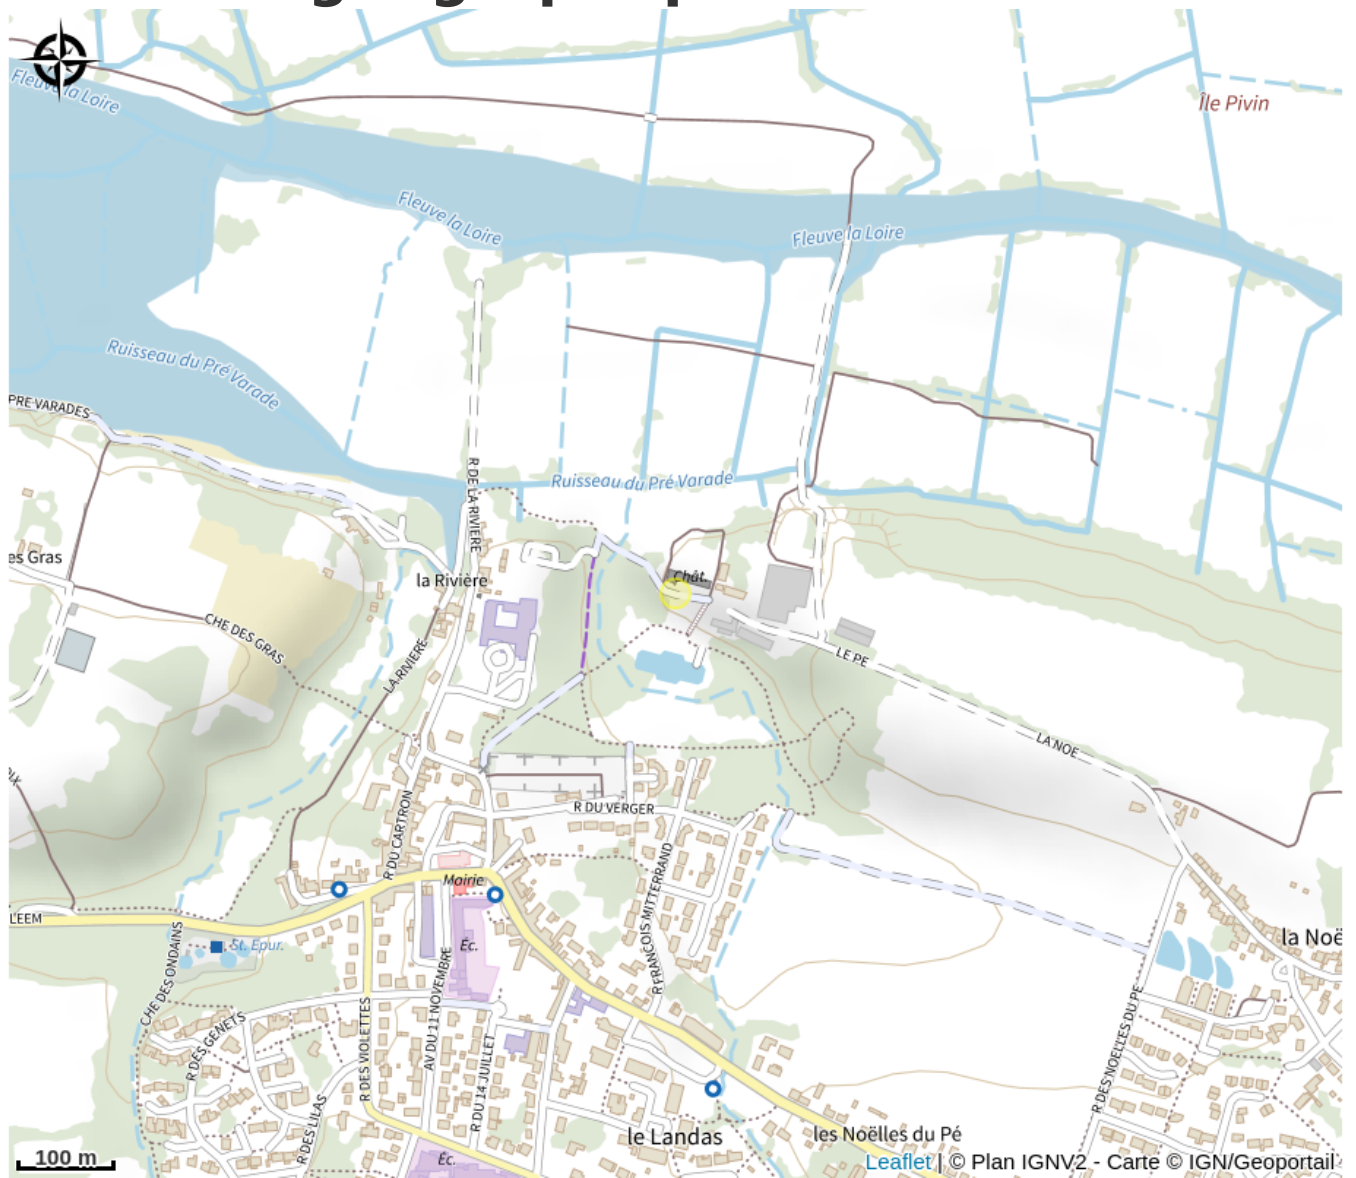 Fleuve la Loire
Île Pivin
Fleuve la Loire
Fleuve la Loire
Ruisseau du Pré Varade
PRE VARADES
R DE LA RIVIERE
Ruisseau du Pré Varade
es Gras
la Rivière
Chât.
CHE DES GRAS
LA RIVIERE
LE PE
LA NOE
R DU CARTRON
R DU VERGER
R FRANCOIS MITTERRAND
Mairie
LEEM
St. Epur.
Éc.
la Noë
CHE DES ONDAINS
R DES GENETS
R DES VIOLETTES
AV DU 11 NOVEMBRE
R DU 14 JUILLET
R DES NOELLES DU PE
R DES LILAS
le Landas
les Noëlles du Pé
Éc.
100 m
Leaflet | © Plan IGNV2 - Carte © IGN/Geoportail